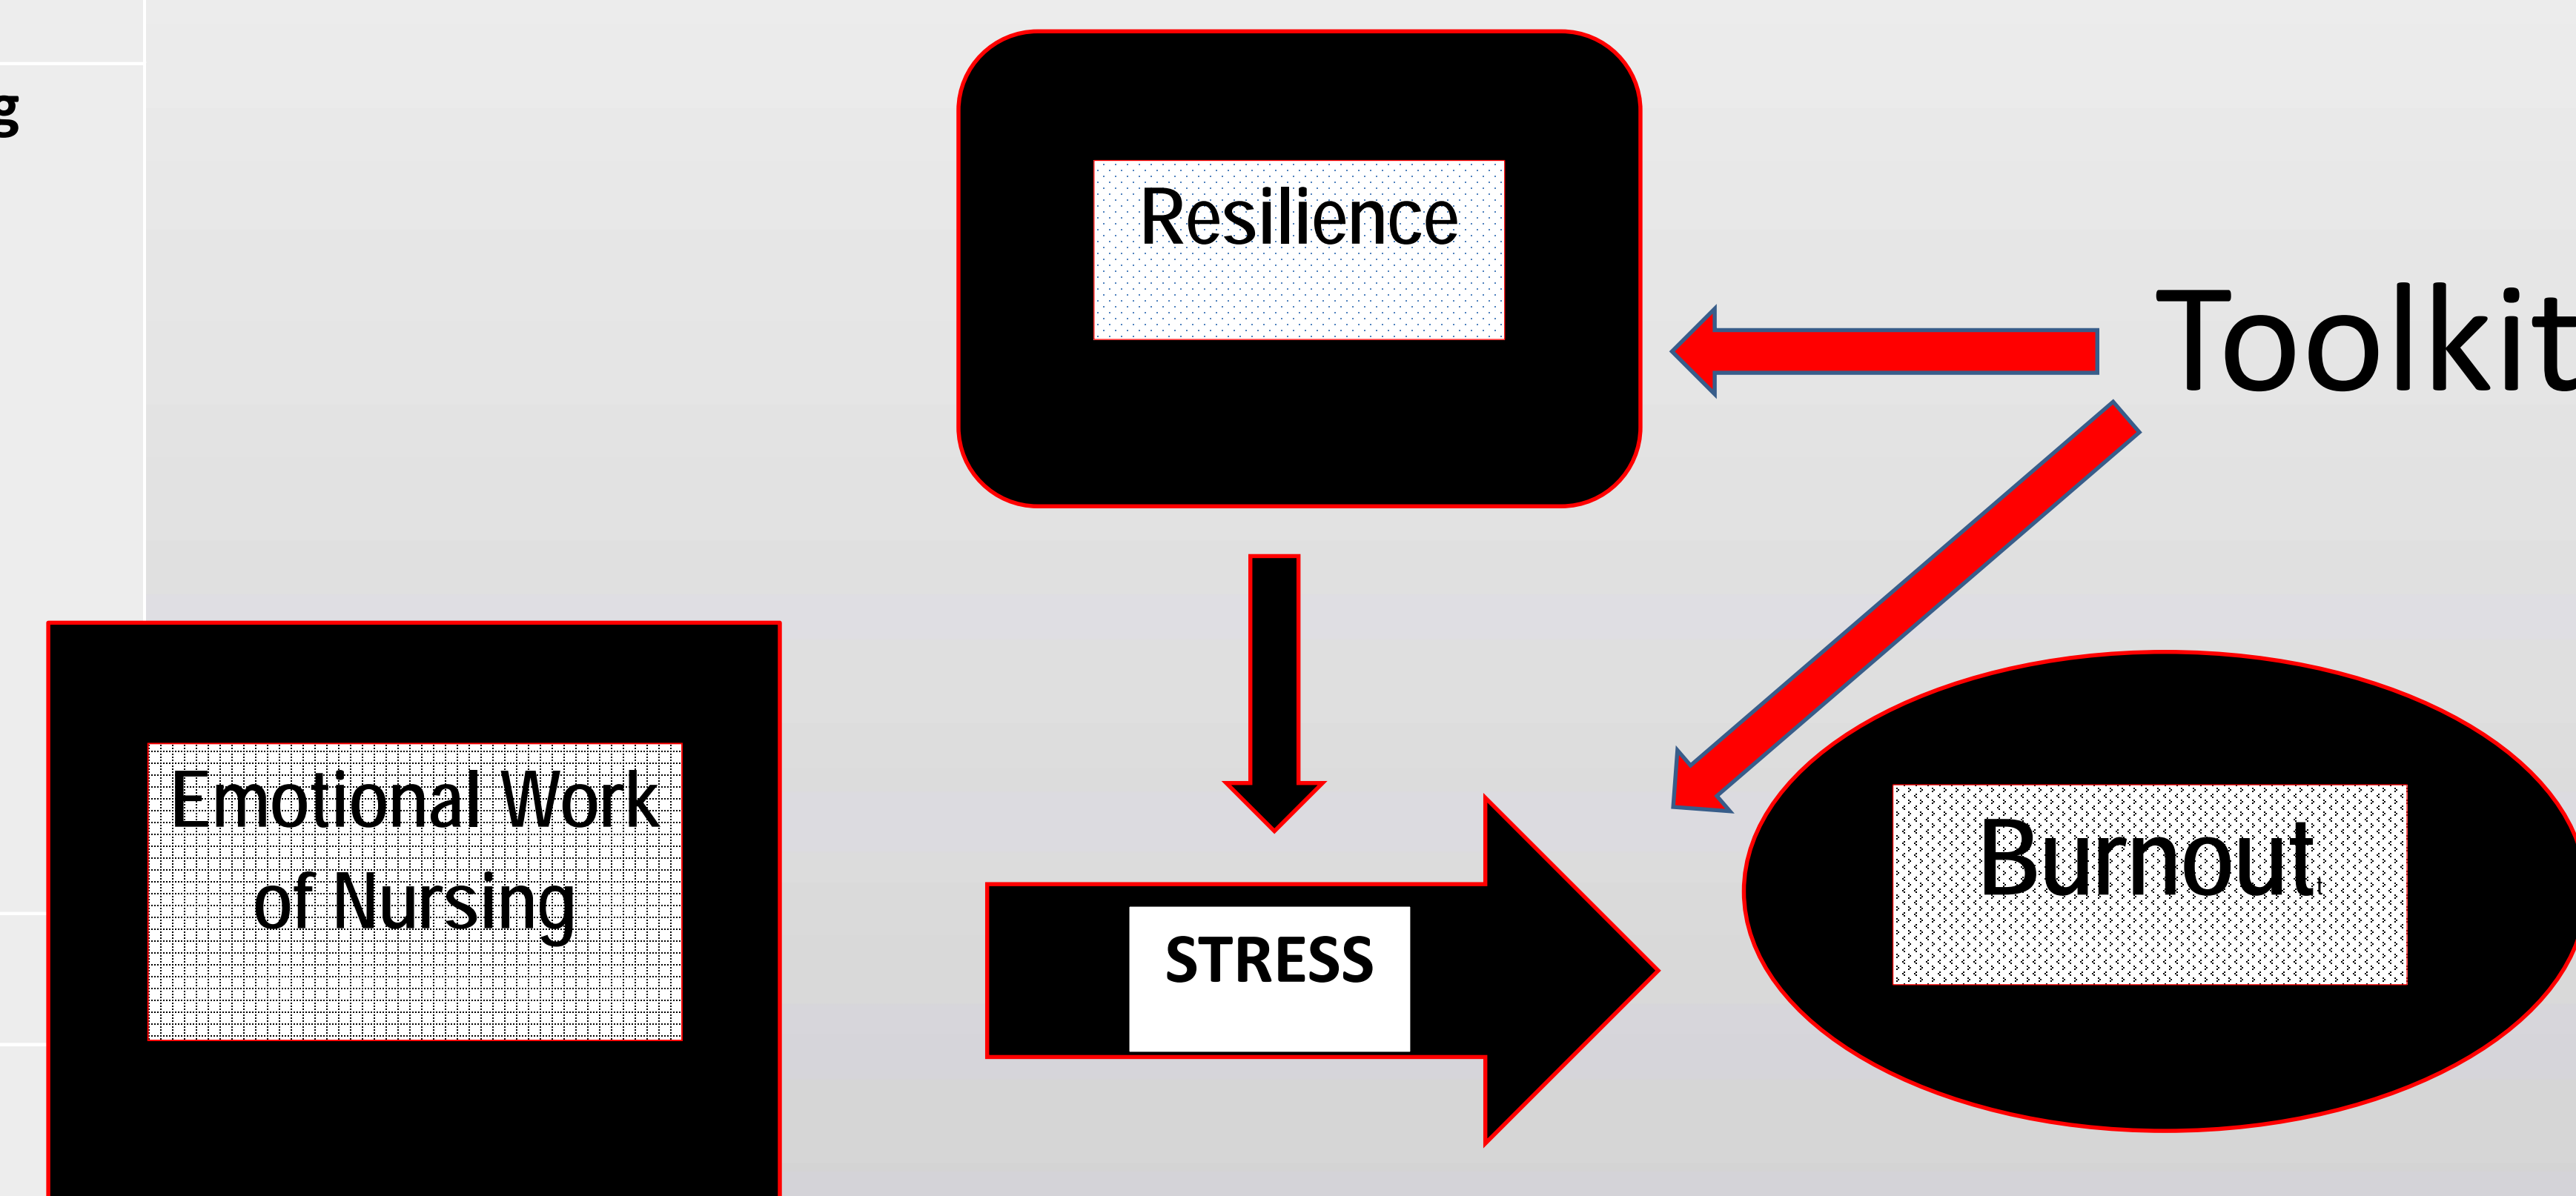 g
Resilience
Toolkit
Emotional Work
of Nursing
STRESS
Burnout t